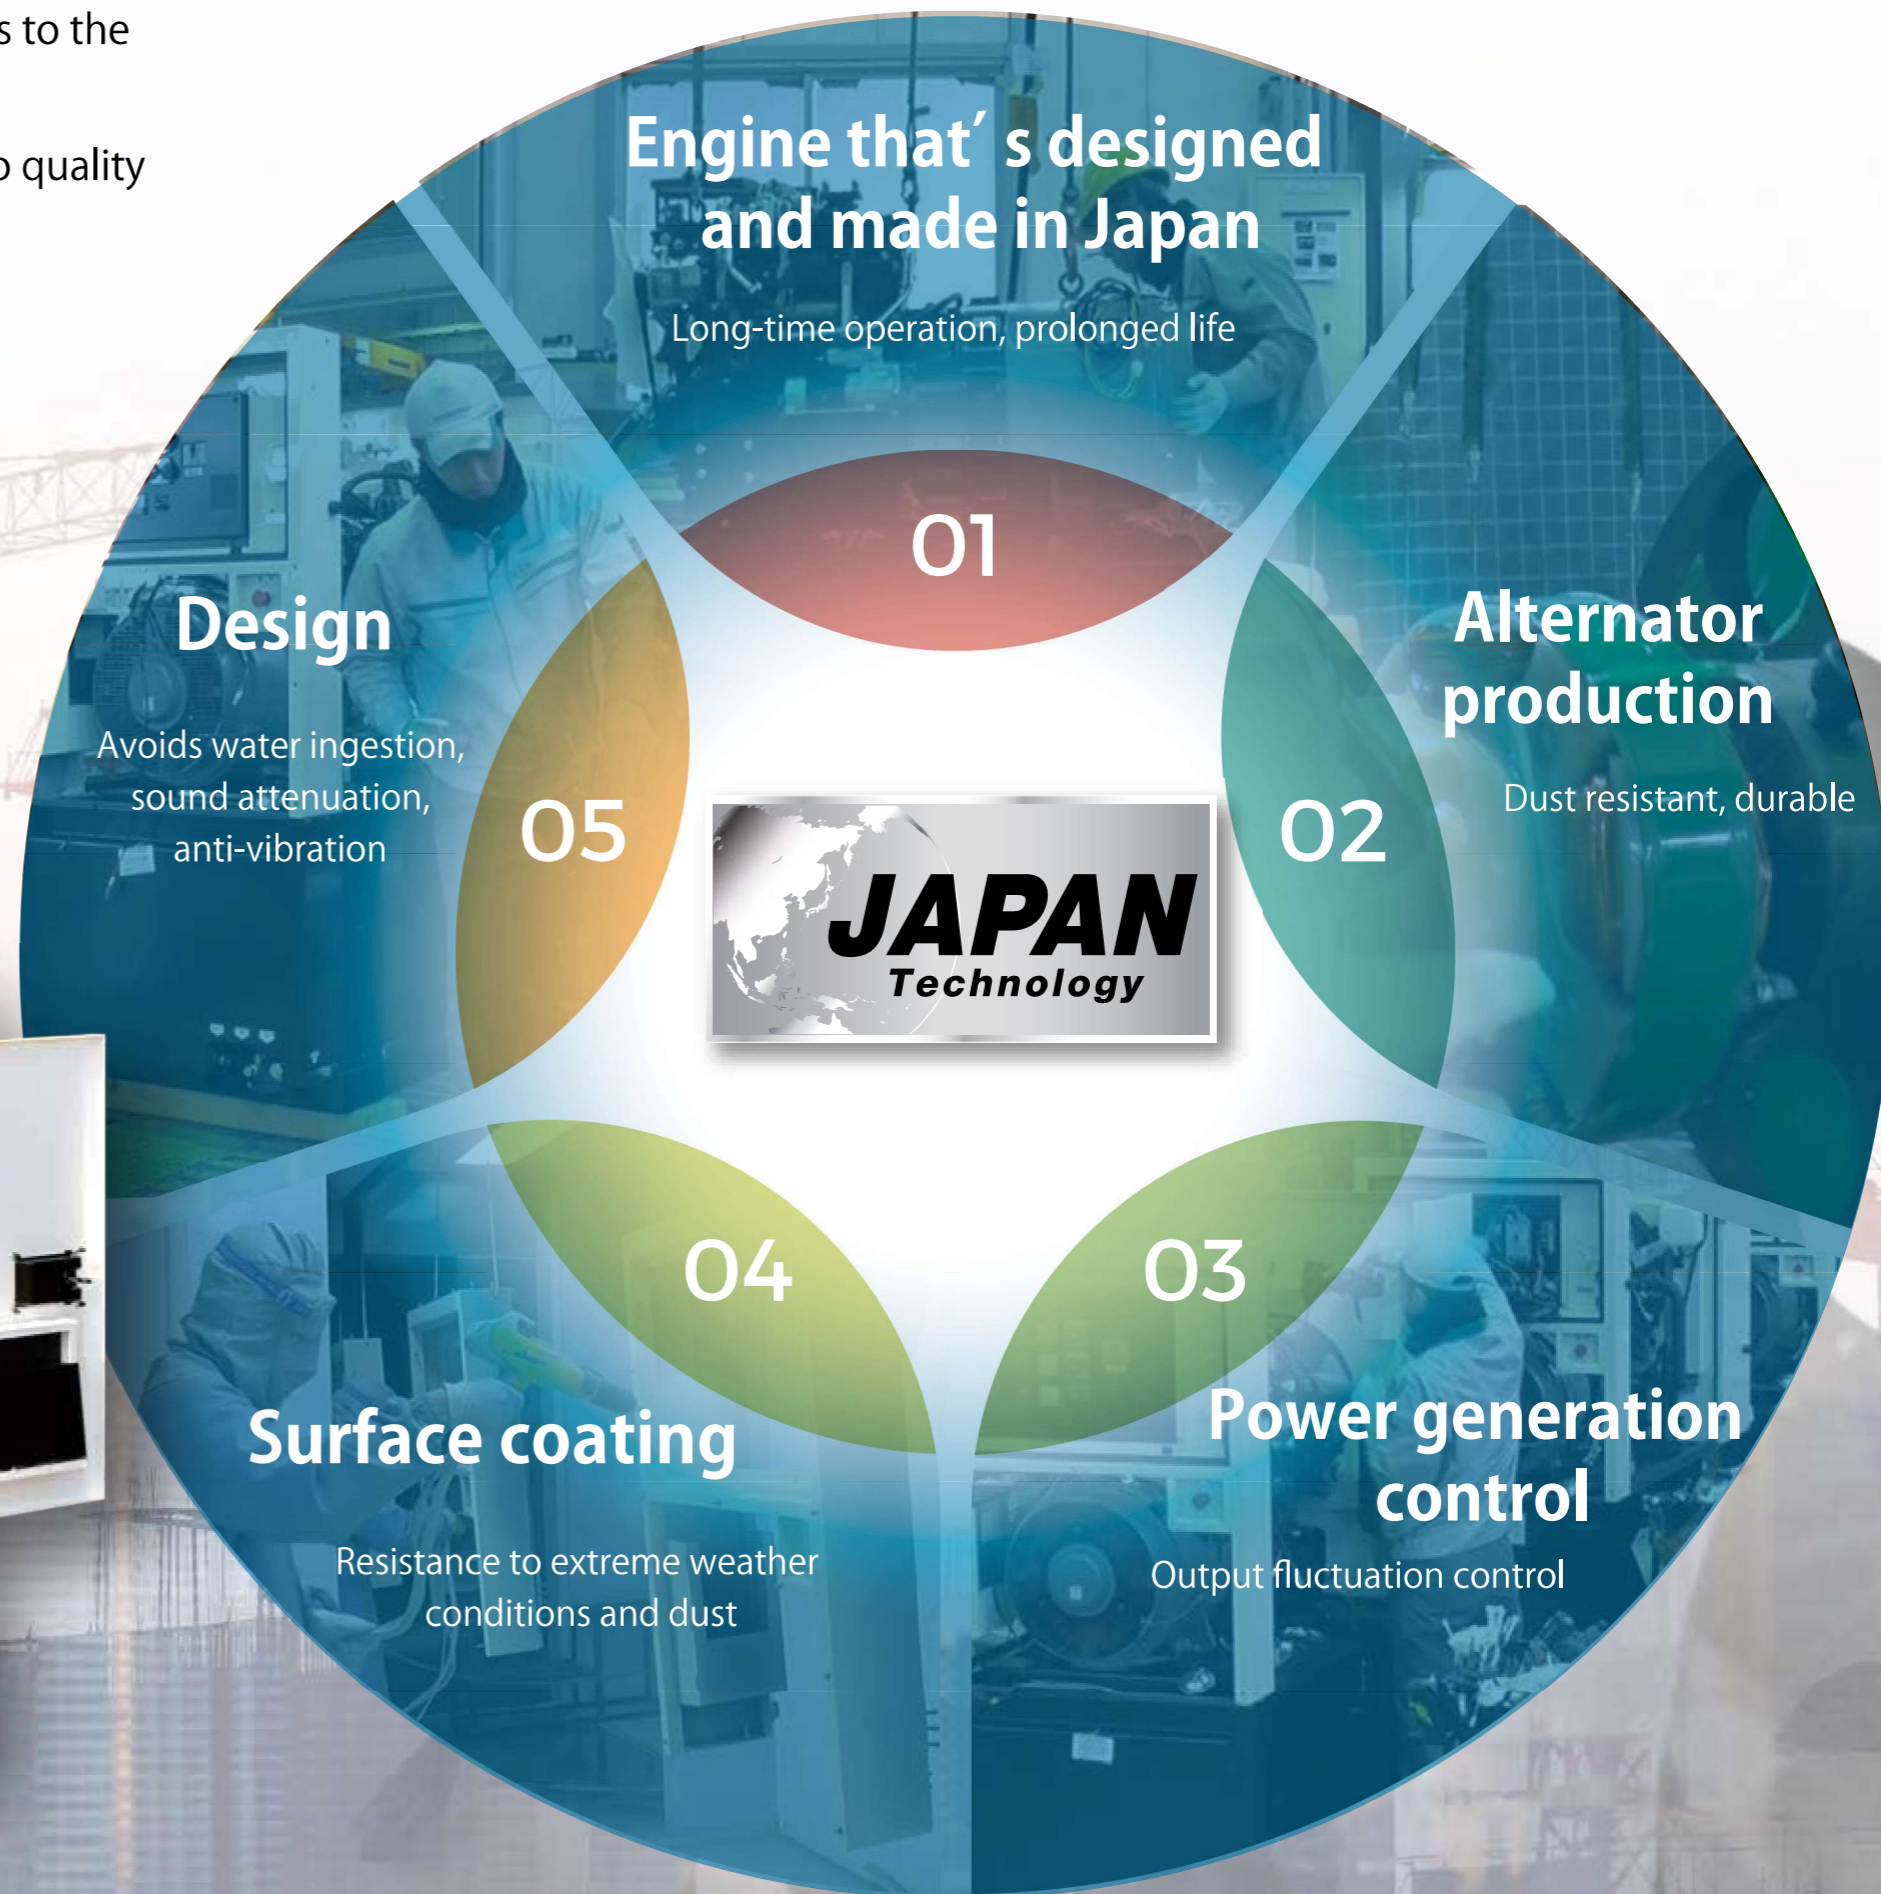 s to the
quality
Engine that’ s designed
and made in Japan
Long-time operation, prolonged life
01
Alternator
production
Dust resistant, durable
02
Power generation
control
Output fluctuation control
03
Surface coating
Resistance to extreme weather
conditions and dust
04
Design
Avoids water ingestion,
sound attenuation,
anti-vibration
05
JAPAN
Technology